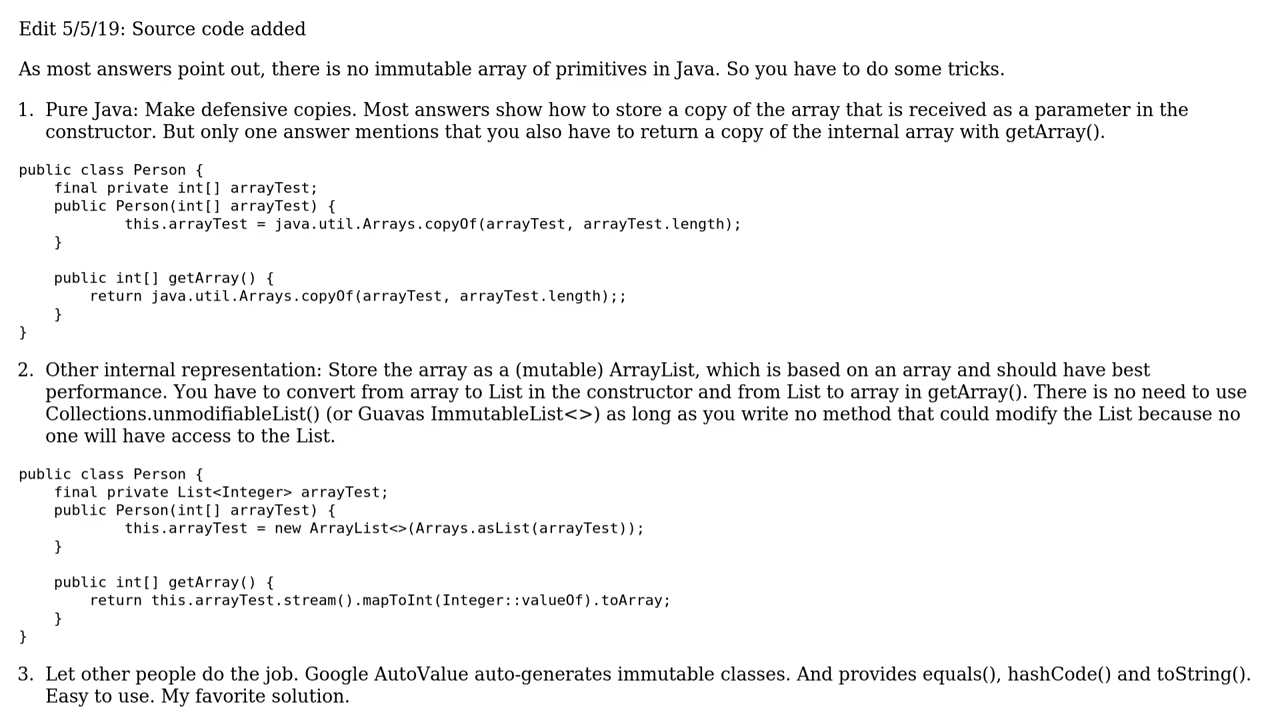 Edit 5/5/19: Source code added
As most answers point out, there is no immutable array of primitives in Java. So you have to do some tricks.
1. Pure Java: Make defensive copies. Most answers show how to store a copy of the array that is received as a parameter in the
constructor. But only one answer mentions that you also have to return a copy of the internal array with getArray().
public class Person {
    final private int[] arrayTest;
    public Person(int[] arrayTest) {
            this.arrayTest = java.util.Arrays.copyOf(arrayTest, arrayTest.length);
    }
    public int[] getArray() {
        return java.util.Arrays.copyOf(arrayTest, arrayTest.length);;
    }
}
2. Other internal representation: Store the array as a (mutable) ArrayList, which is based on an array and should have best
performance. You have to convert from array to List in the constructor and from List to array in getArray(). There is no need to use
Collections.unmodifiableList() (or Guavas ImmutableList<>) as long as you write no method that could modify the List because no
one will have access to the List.
public class Person {
    final private List<Integer> arrayTest;
    public Person(int[] arrayTest) {
            this.arrayTest = new ArrayList<>(Arrays.asList(arrayTest));
    }
    public int[] getArray() {
        return this.arrayTest.stream().mapToInt(Integer::valueOf).toArray;
    }
}
3. Let other people do the job. Google AutoValue auto-generates immutable classes. And provides equals(), hashCode() and toString().
Easy to use. My favorite solution.